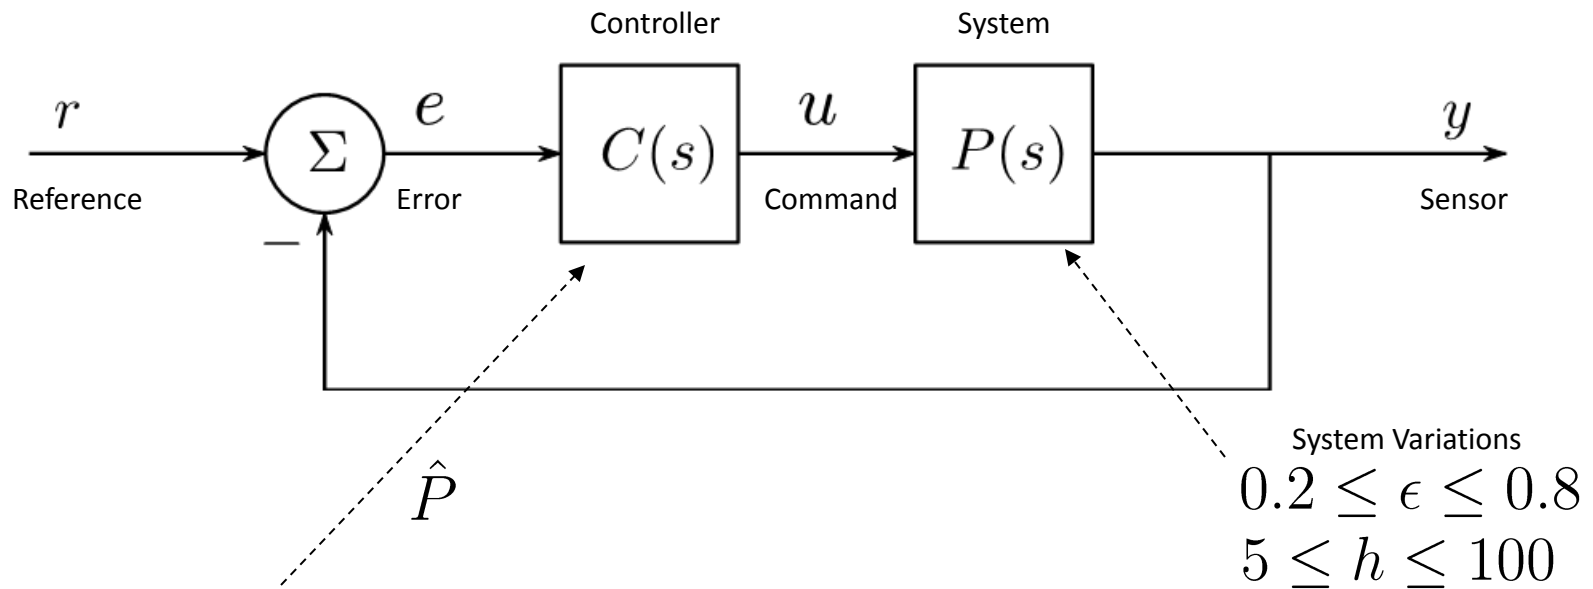 Controller
System
r
e
u
y
Σ
C(s)
P(s)
Reference
Error
Command
Sensor
−
P̂
System Variations
0.2 ≤ ϵ ≤ 0.8
5 ≤ h ≤ 100